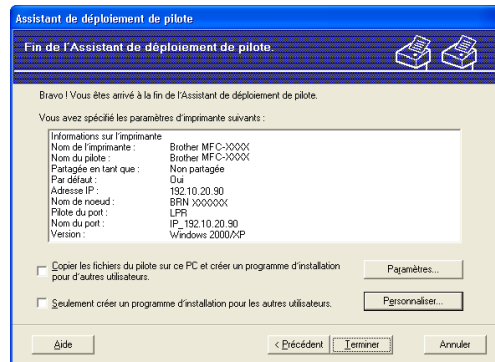 Assistant de déploiement de pilote
Fin de l'Assistant de déploiement de pilote.
Bravo ! Vous êtes arrivé à la fin de l'Assistant de déploiement de pilote.
Vous avez spécifié les paramètres d'imprimante suivants :
Informations sur l'imprimante
Nom de l'imprimante : Brother MFC-XXXX
Nom du pilote : Brother MFC-XXXX
Partagée en tant que : Non partagée
Par défaut : Oui
Adresse IP : 192.10.20.90
Nom de noeud : BRN XXXXXX
Pilote du port : LPR
Nom du port : IP_192.10.20.90
Version : Windows 2000/XP
Copier les fichiers du pilote sur ce PC et créer un programme d'installation
pour d'autres utilisateurs.
Paramètres...
Seulement créer un programme d'installation pour les autres utilisateurs.
Personnaliser...
Aide
< Précédent
Terminer
Annuler